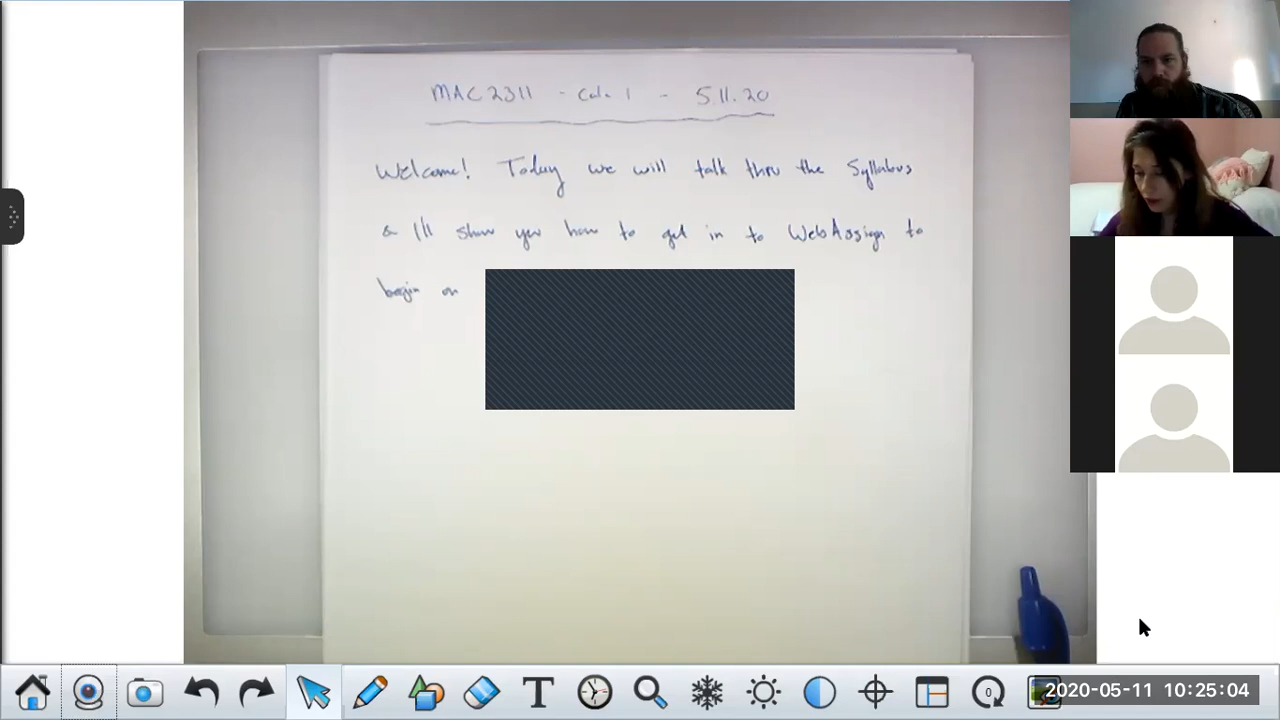 MAC2311 - Calc 1 - 5.11.20
Welcome! Today we will talk thru the Syllabus
& I'll show you how to get in to WebAssign to
begin on
T
0
2020-05-11 10:25:04